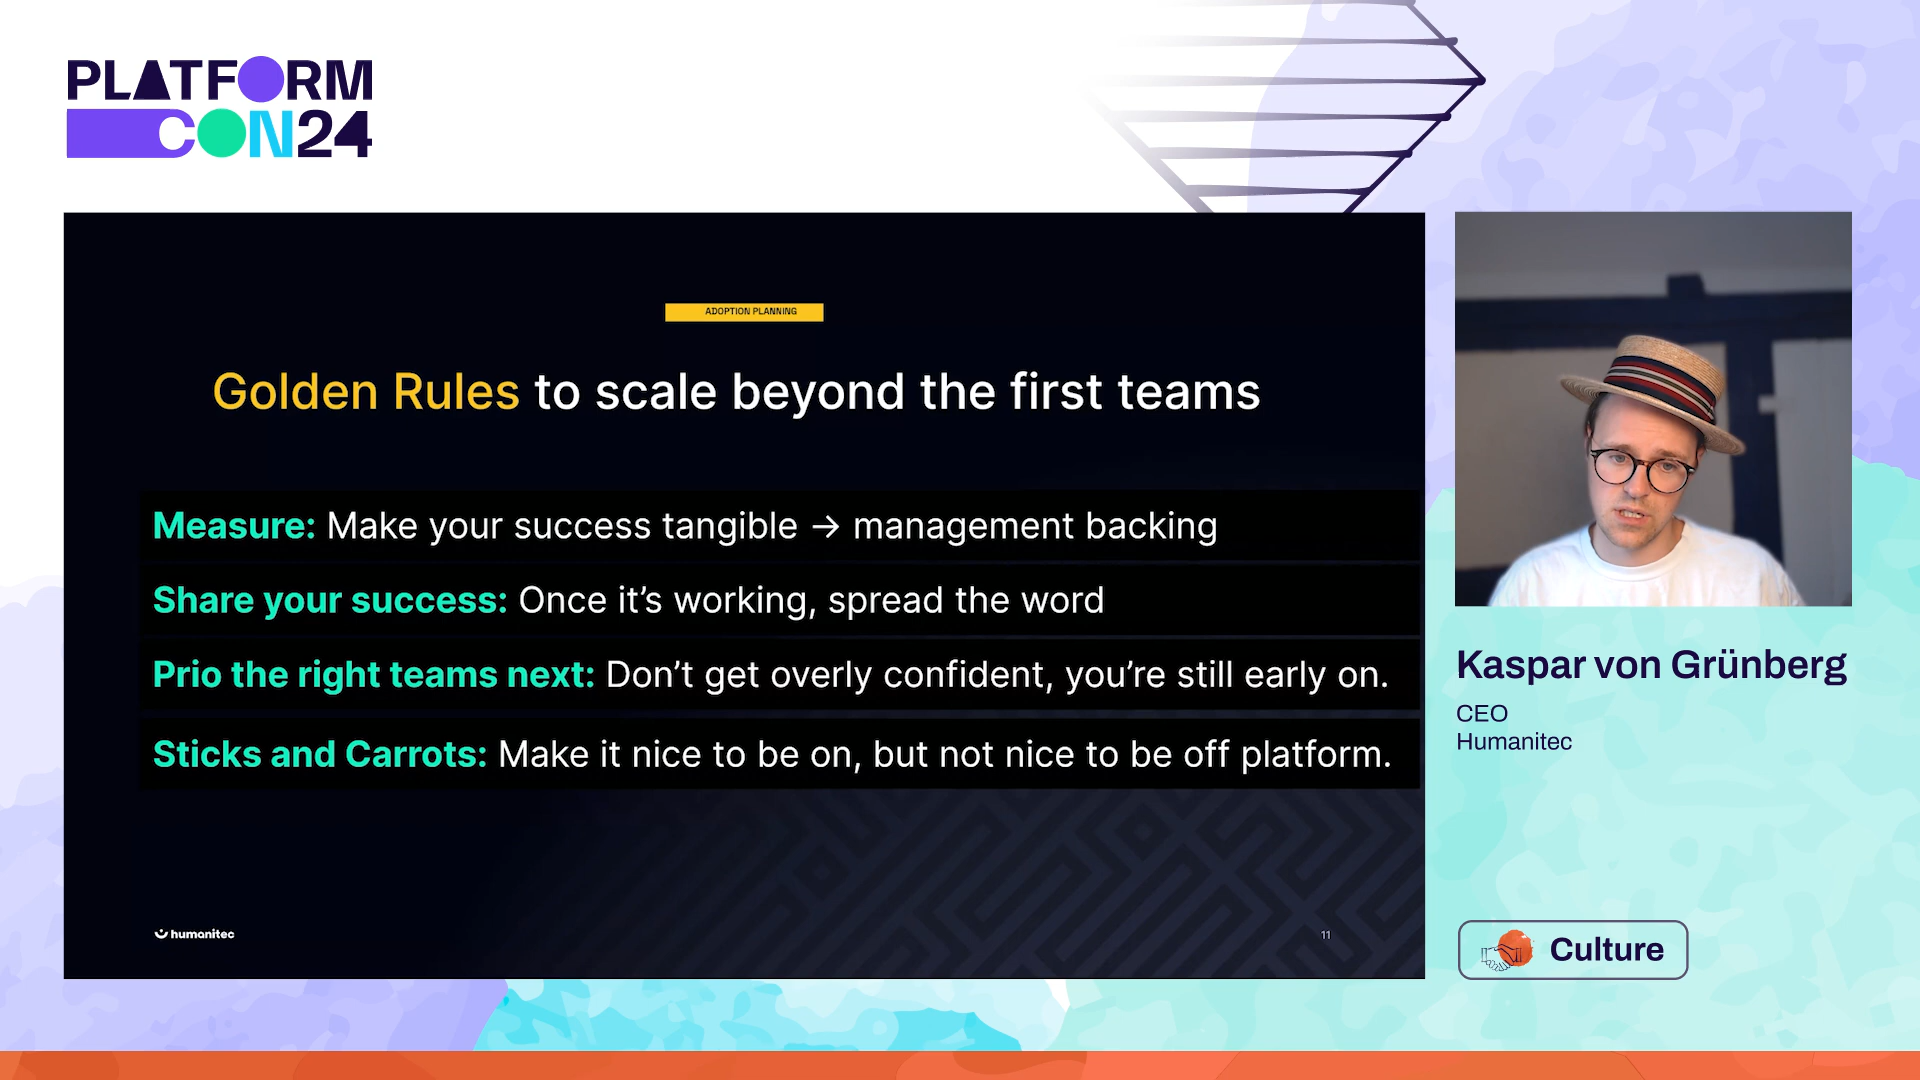 PLATFORM
CON24
ADOPTION PLANNING
Golden Rules to scale beyond the first teams
Measure: Make your success tangible → management backing
Share your success: Once it’s working, spread the word
Prio the right teams next: Don’t get overly confident, you’re still early on.
Sticks and Carrots: Make it nice to be on, but not nice to be off platform.
humanitec
11
Kaspar von Grünberg
CEO
Humanitec
Culture